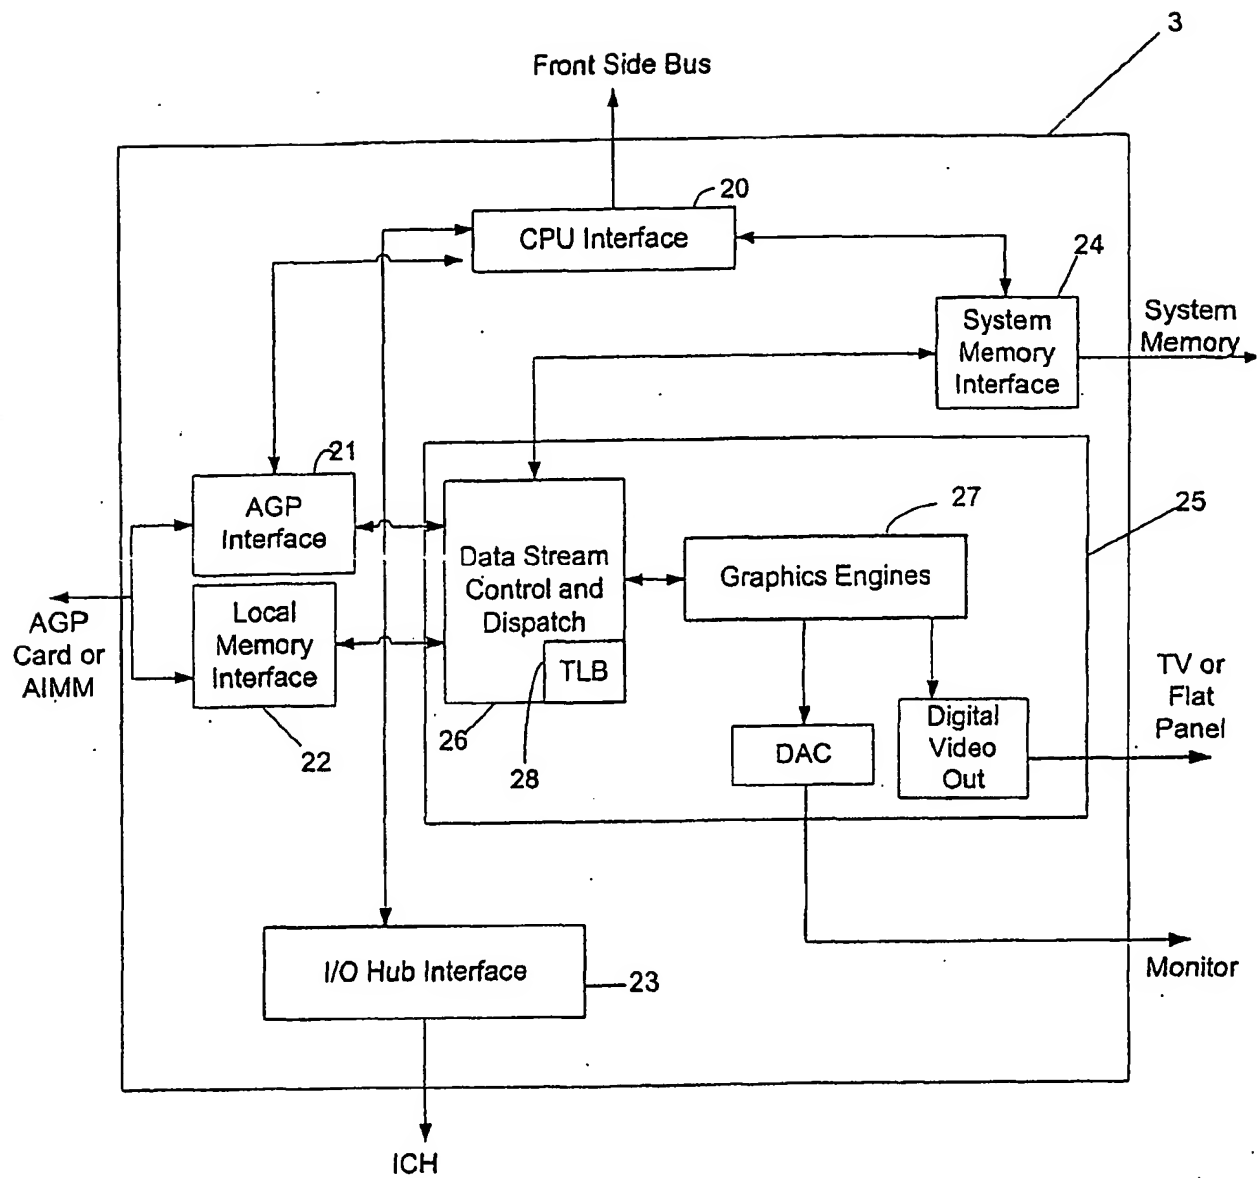 3
Front Side Bus
20
CPU Interface
24
System
Memory
Interface
System
Memory
21
AGP
Interface
25
27
Data Stream
Control and
Dispatch
Graphics Engines
Local
Memory
Interface
AGP
Card or
AIMM
TLB
TV or
Flat
Panel
26
28
22
DAC
Digital
Video
Out
I/O Hub Interface
23
Monitor
ICH